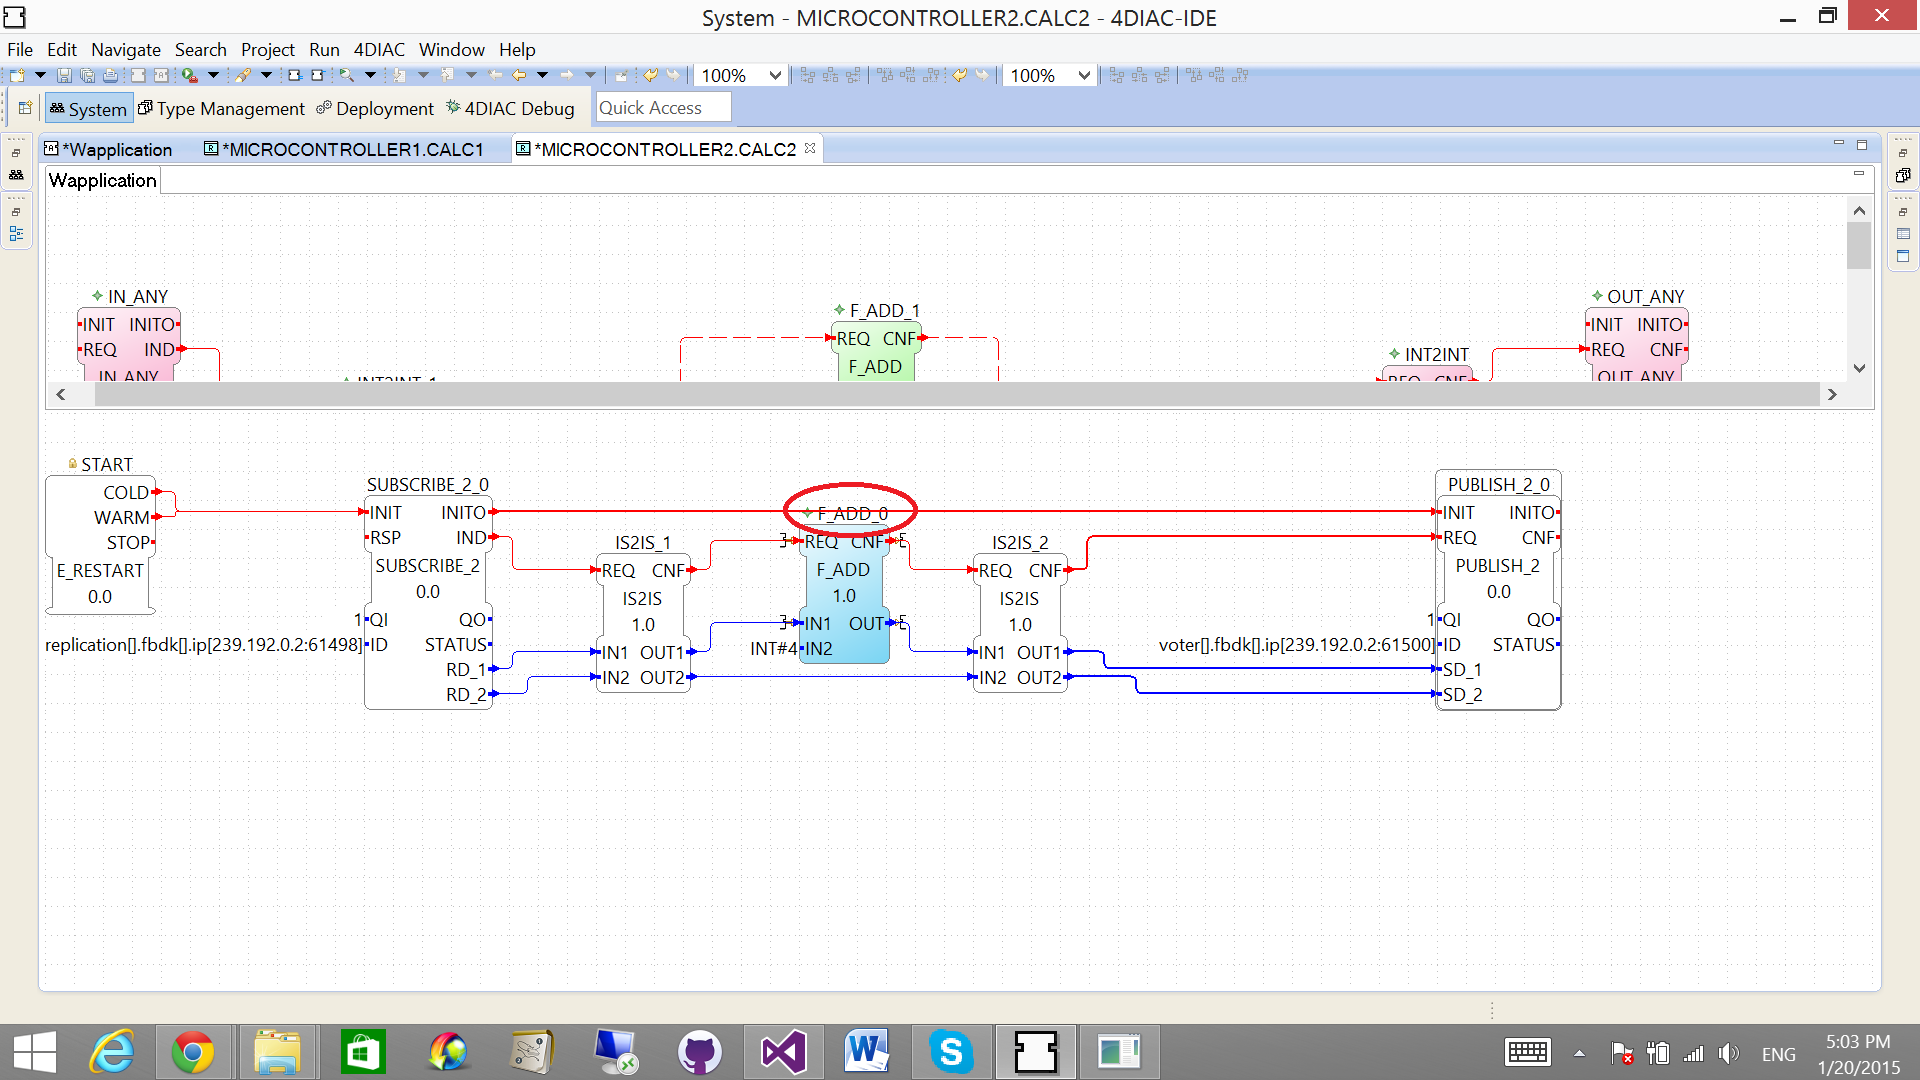 System - MICROCONTROLLER2.CALC2 - 4DIAC-IDE
File Edit Navigate Search Project Run 4DIAC Window Help
100% 100%
System Type Management Deployment 4DIAC Debug Quick Access
*Wapplication *MICROCONTROLLER1.CALC1 *MICROCONTROLLER2.CALC2
Wapplication
IN_ANY
INIT INITO
REQ IND
IN_ANY
INT2INT_1
F_ADD_1
REQ CNF
F_ADD
INT2INT
REQ CNF
OUT_ANY
INIT INITO
REQ CNF
OUT_ANY
START
COLD
WARM
STOP
E_RESTART
0.0
SUBSCRIBE_2_0
INIT INITO
RSP IND
SUBSCRIBE_2
0.0
1 QI QO
replication[].fbdk[].ip[239.192.0.2:61498] ID STATUS
RD_1
RD_2
IS2IS_1
REQ CNF
IS2IS
1.0
IN1 OUT1
IN2 OUT2
F_ADD_0
REQ CNF
F_ADD
1.0
IN1 OUT
INT#4 IN2
IS2IS_2
REQ CNF
IS2IS
1.0
IN1 OUT1
IN2 OUT2
PUBLISH_2_0
INIT INITO
REQ CNF
PUBLISH_2
0.0
1 QI QO
voter[].fbdk[].ip[239.192.0.2:61500] ID STATUS
SD_1
SD_2
ENG
5:03 PM
1/20/2015